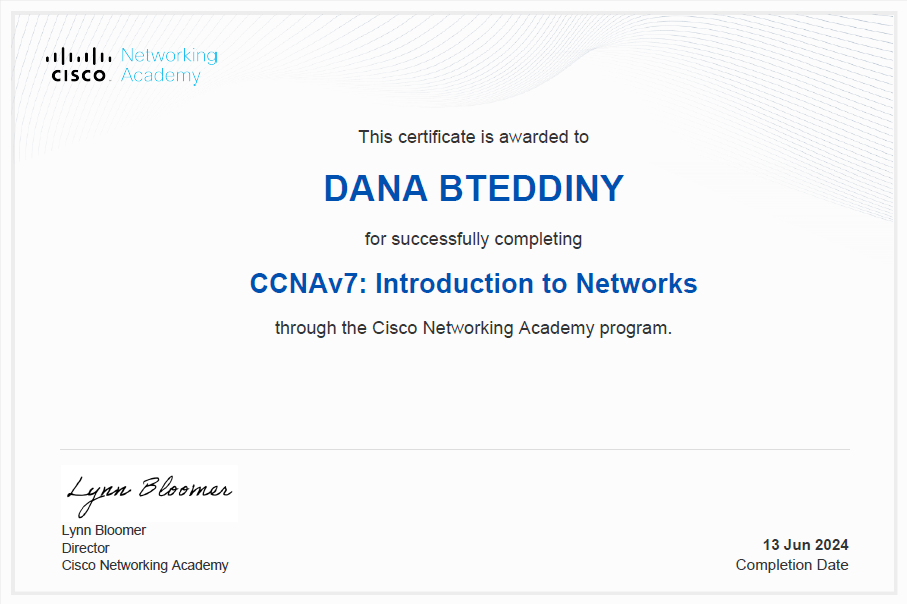 CISCO Networking
Academy
This certificate is awarded to
DANA BTEDDINY
for successfully completing
CCNAv7: Introduction to Networks
through the Cisco Networking Academy program.
Lynn Bloomer
Lynn Bloomer
Director
Cisco Networking Academy
13 Jun 2024
Completion Date